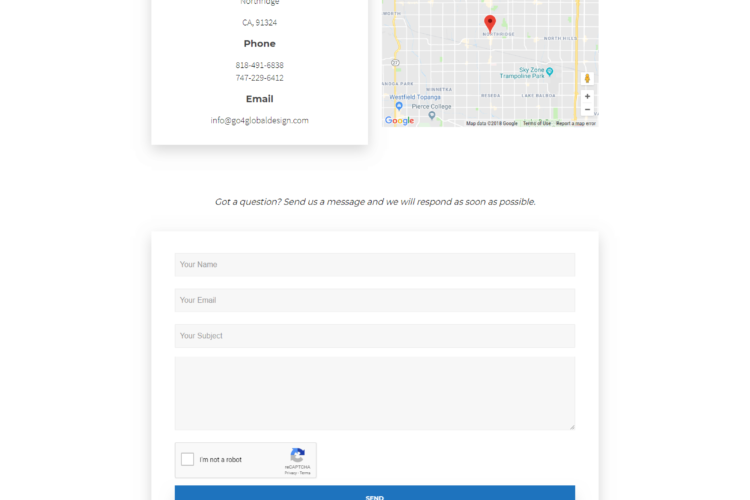 Northridge
CA, 91324
Phone
818-491-6838
747-229-6412
Email
info@go4globaldesign.com
NORTHRIDGE
NORTH HILLS
Sky Zone
Trampoline Park
WINNETKA
RESEDA
LAKE BALBOA
Westfield Topanga
Pierce College
Google
Map data ©2018 Google
Terms of Use
Report a map error
Got a question? Send us a message and we will respond as soon as possible.
Your Name
Your Email
Your Subject
I'm not a robot
reCAPTCHA
Privacy - Terms
SEND